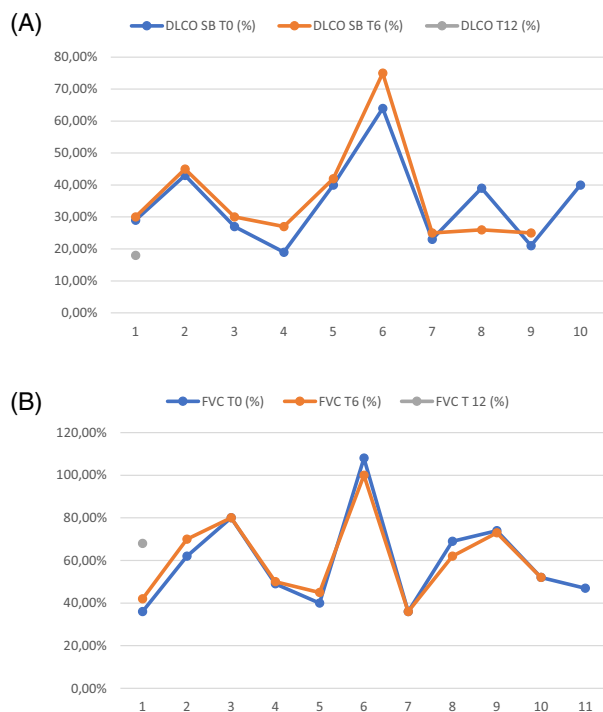 (A)
DLCO SB T0 (%) DLCO SB T6 (%) DLCO T12 (%)
80,00%
70,00%
60,00%
50,00%
40,00%
30,00%
20,00%
10,00%
0,00%
1 2 3 4 5 6 7 8 9 10
(B)
FVC T0 (%) FVC T6 (%) FVC T 12 (%)
120,00%
100,00%
80,00%
60,00%
40,00%
20,00%
0,00%
1 2 3 4 5 6 7 8 9 10 11